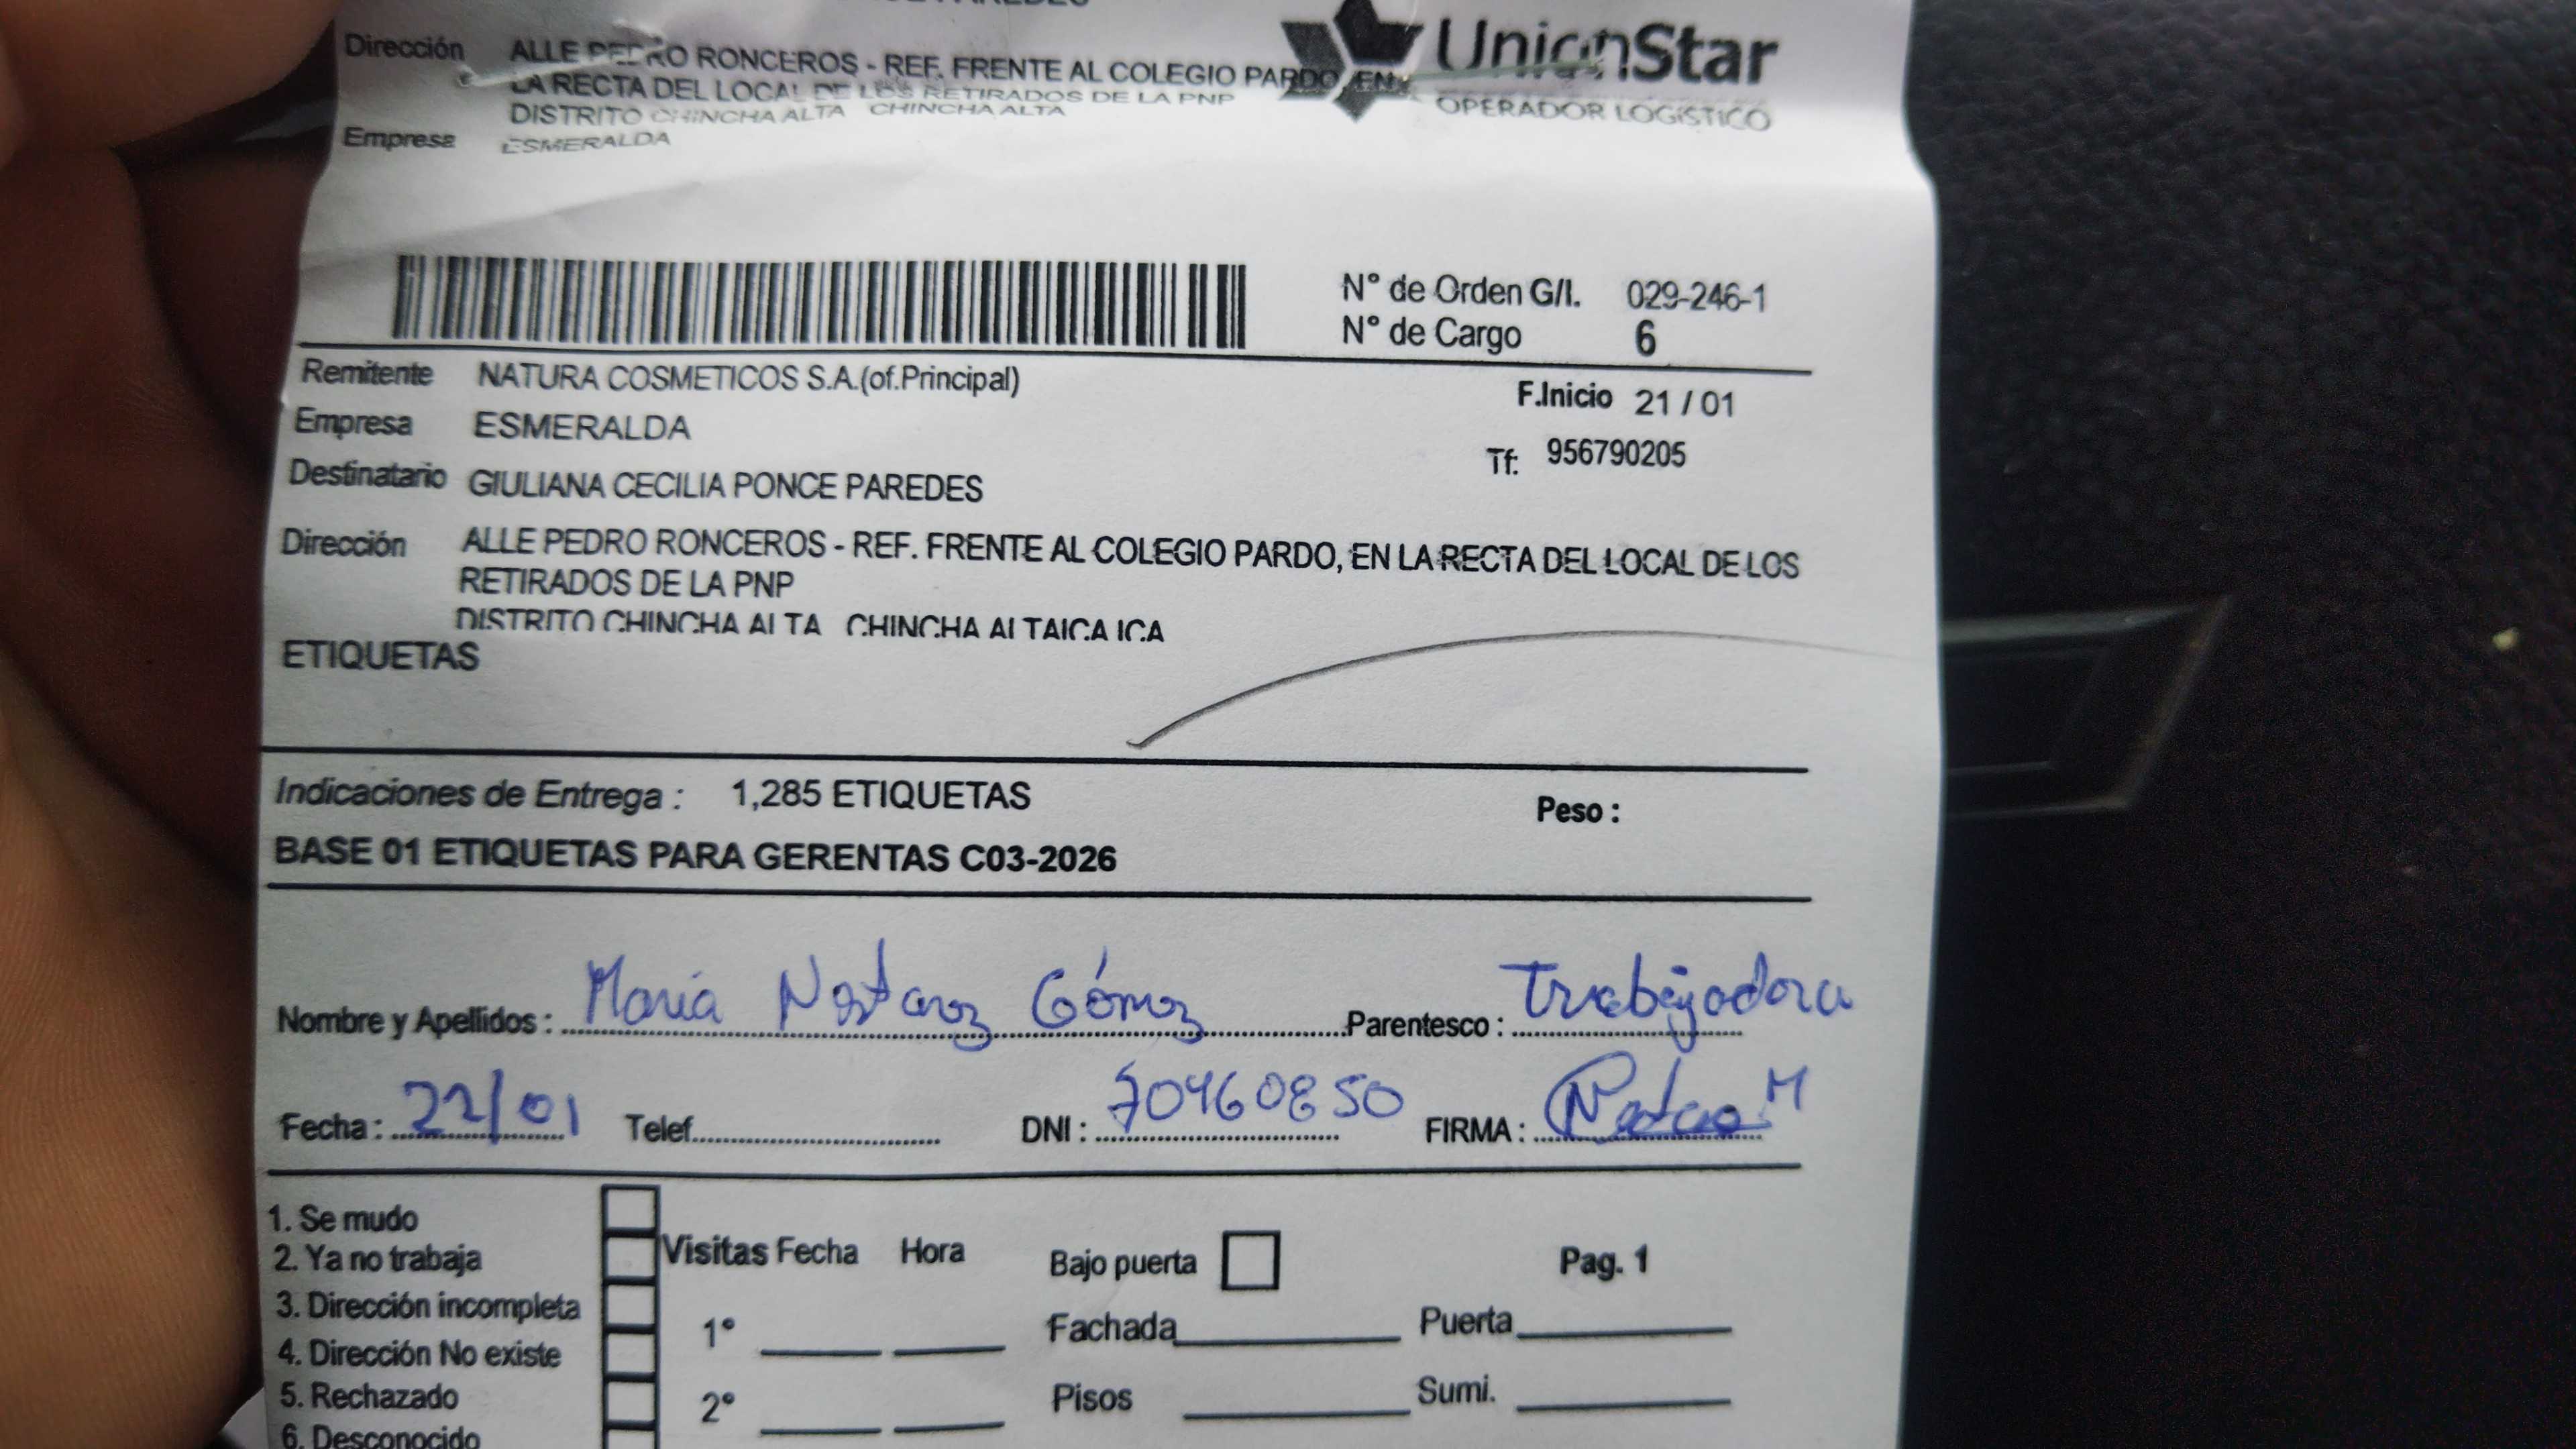 Dirección ALLE PEDRO RONCEROS - REF. FRENTE AL COLEGIO PARDO, EN
LA RECTA DEL LOCAL DE LOS RETIRADOS DE LA PNP
DISTRITO CHINCHA ALTA CHINCHA ALTA
Empresa ESMERALDA
UnionStar
OPERADOR LOGÍSTICO
N° de Orden G/I. 029-246-1
N° de Cargo 6
Remitente NATURA COSMETICOS S.A.(of.Principal)
F.Inicio 21 / 01
Empresa ESMERALDA
Tf: 956790205
Destinatario GIULIANA CECILIA PONCE PAREDES
Dirección ALLE PEDRO RONCEROS - REF. FRENTE AL COLEGIO PARDO, EN LA RECTA DEL LOCAL DE LOS
RETIRADOS DE LA PNP
DISTRITO CHINCHA ALTA CHINCHA ALTAICA ICA
ETIQUETAS
Indicaciones de Entrega : 1,285 ETIQUETAS
Peso :
BASE 01 ETIQUETAS PARA GERENTAS C03-2026
Nombre y Apellidos : María Gómez Parentesco : Trabajadora
Fecha : 22/01 Telef. DNI : 70460850 FIRMA :
1. Se mudo
2. Ya no trabaja
3. Dirección incompleta
4. Dirección No existe
5. Rechazado
6. Desconocido
Visitas Fecha Hora
1°
2°
Bajo puerta
Pag. 1
Fachada Puerta
Pisos Sumi.